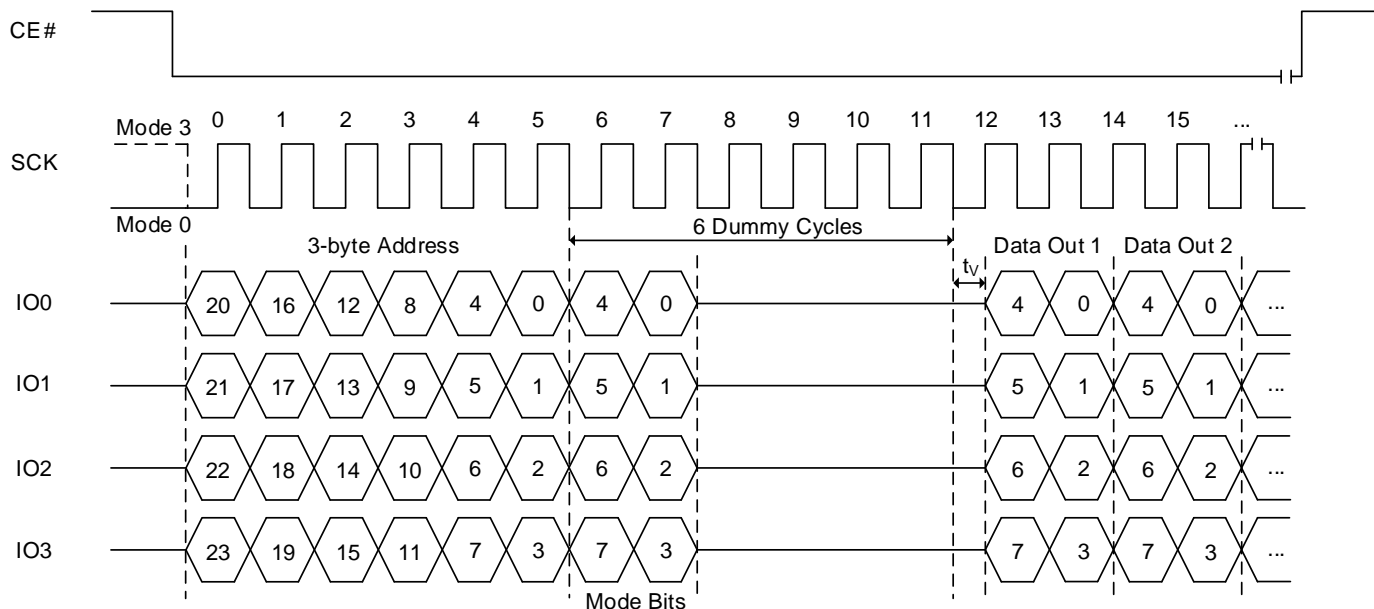 CE#
0 1 2 3 4 5 6 7 8 9 10 11 12 13 14 15 ...
Mode 3
SCK
Mode 0
6 Dummy Cycles
3-byte Address
Data Out 1 Data Out 2
tV
IO0 20 16 12 8 4 0 4 0 4 0 4 0 ...
IO1 21 17 13 9 5 1 5 1 5 1 5 1 ...
IO2 22 18 14 10 6 2 6 2 6 2 6 2 ...
IO3 23 19 15 11 7 3 7 3 7 3 7 3 ...
Mode Bits